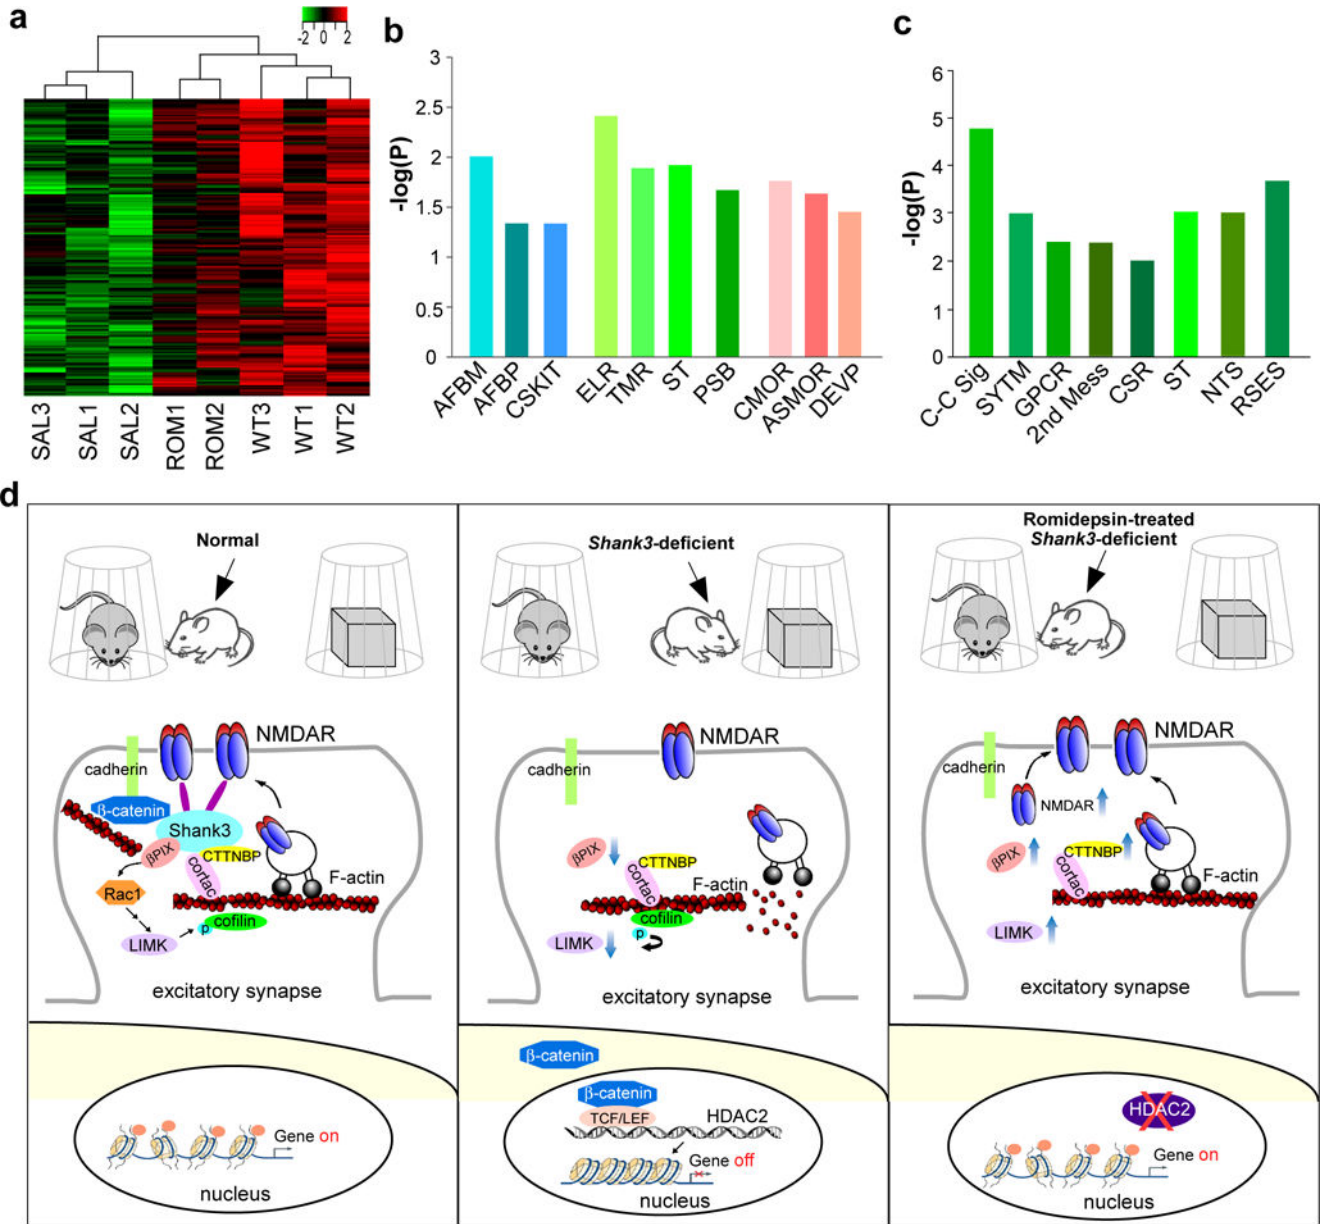 a
-2 0 2
SAL3
SAL1
SAL2
ROM1
ROM2
WT3
WT1
WT2
b
-log(P)
3
2.5
2
1.5
1
0.5
0
AFBM
AFBP
CSKIT
ELR
TMR
ST
PSB
CMOR
ASMOR
DEVP
c
-log(P)
6
5
4
3
2
1
0
C-C Sig
SYTM
GPCR
2nd Mess
CSR
ST
NTS
RSES
d
Normal
NMDAR
cadherin
β-catenin
Shank3
βPIX
CTTNBP
cortac
Rac1
F-actin
cofilin
p
LIMK
excitatory synapse
Gene on
nucleus
Shank3-deficient
NMDAR
cadherin
βPIX
CTTNBP
cortac
F-actin
cofilin
p
LIMK
excitatory synapse
β-catenin
β-catenin
TCF/LEF
HDAC2
Gene off
nucleus
Romidepsin-treated
Shank3-deficient
NMDAR
cadherin
NMDAR
βPIX
CTTNBP
cortac
F-actin
LIMK
excitatory synapse
HDAC2
Gene on
nucleus